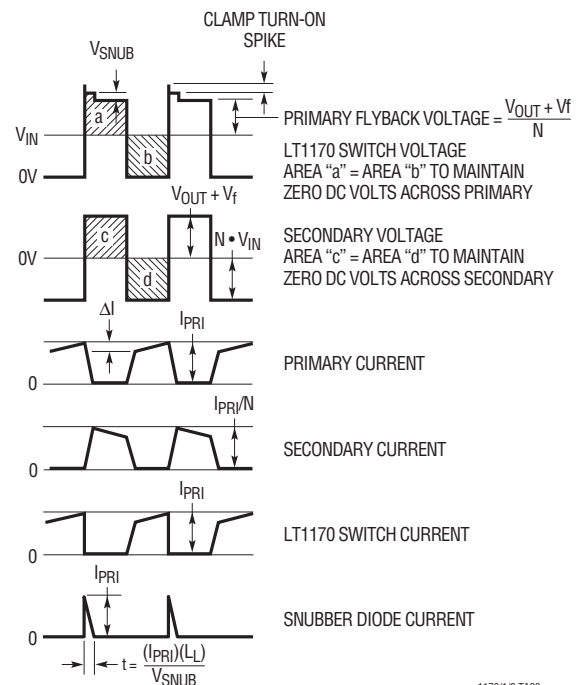 CLAMP TURN-ON
SPIKE
VSNUB
a
b
VIN
0V
PRIMARY FLYBACK VOLTAGE = VOUT + Vf
N
LT1170 SWITCH VOLTAGE
AREA “a” = AREA “b” TO MAINTAIN
ZERO DC VOLTS ACROSS PRIMARY
VOUT + Vf
c
d
N • VIN
0V
SECONDARY VOLTAGE
AREA “c” = AREA “d” TO MAINTAIN
ZERO DC VOLTS ACROSS SECONDARY
∆I
IPRI
0
PRIMARY CURRENT
IPRI/N
0
SECONDARY CURRENT
IPRI
0
LT1170 SWITCH CURRENT
IPRI
0
SNUBBER DIODE CURRENT
t = (IPRI)(LL)
VSNUB